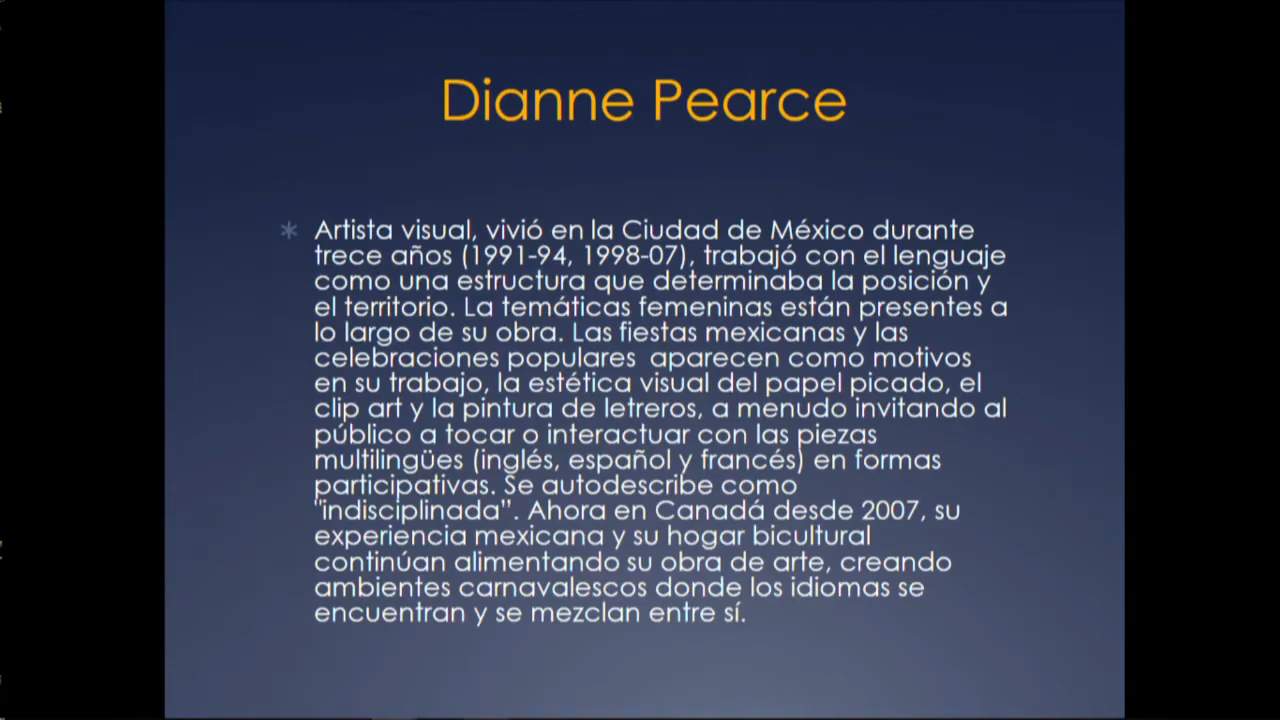 Dianne Pearce
Artista visual, vivió en la Ciudad de México durante
trece años (1991-94, 1998-07), trabajó con el lenguaje
como una estructura que determinaba la posición y
el territorio. La temáticas femeninas están presentes a
lo largo de su obra. Las fiestas mexicanas y las
celebraciones populares  aparecen como motivos
en su trabajo, la estética visual del papel picado, el
clip art y la pintura de letreros, a menudo invitando al
público a tocar o interactuar con las piezas
multilingües (inglés, español y francés) en formas
participativas. Se autodescribe como
"indisciplinada”. Ahora en Canadá desde 2007, su
experiencia mexicana y su hogar bicultural
continúan alimentando su obra de arte, creando
ambientes carnavalescos donde los idiomas se
encuentran y se mezclan entre sí.